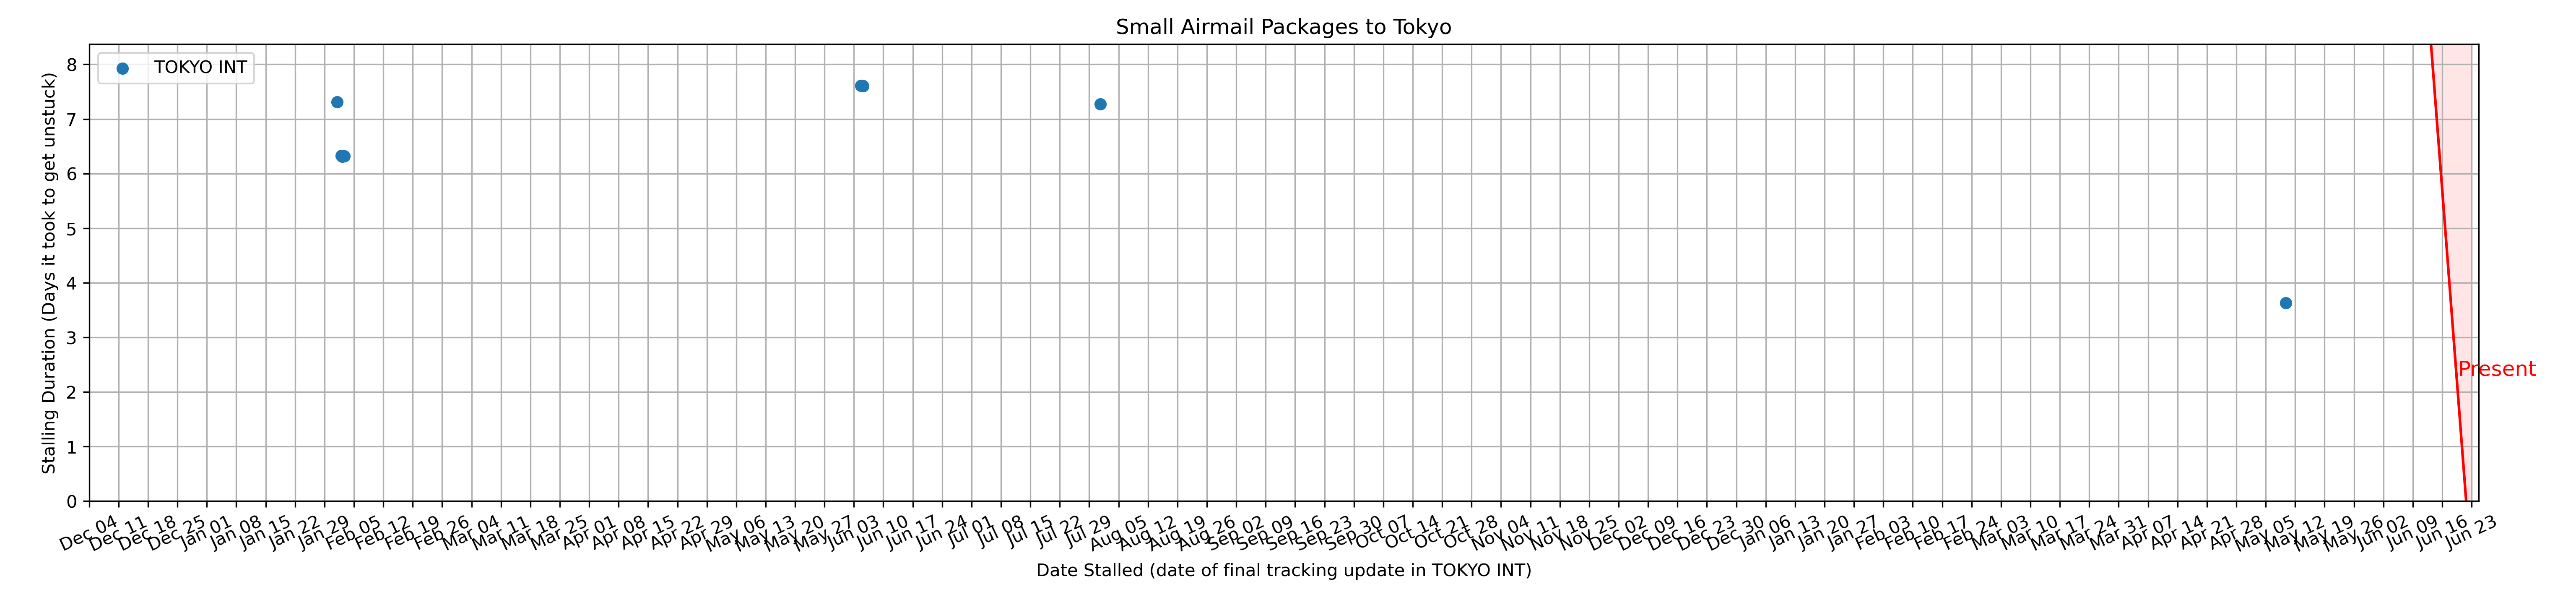 Small Airmail Packages to Tokyo
TOKYO INT
Stalling Duration (Days it took to get unstuck)
8
7
6
5
4
3
2
1
0
Present
Dec 04
Dec 11
Dec 18
Dec 25
Jan 01
Jan 08
Jan 15
Jan 22
Jan 29
Feb 05
Feb 12
Feb 19
Feb 26
Mar 04
Mar 11
Mar 18
Mar 25
Apr 01
Apr 08
Apr 15
Apr 22
Apr 29
May 06
May 13
May 20
May 27
Jun 03
Jun 10
Jun 17
Jun 24
Jul 01
Jul 08
Jul 15
Jul 22
Jul 29
Aug 05
Aug 12
Aug 19
Aug 26
Sep 02
Sep 09
Sep 16
Sep 23
Sep 30
Oct 07
Oct 14
Oct 21
Oct 28
Nov 04
Nov 11
Nov 18
Nov 25
Dec 02
Dec 09
Dec 16
Dec 23
Dec 30
Jan 06
Jan 13
Jan 20
Jan 27
Feb 03
Feb 10
Feb 17
Feb 24
Mar 03
Mar 10
Mar 17
Mar 24
Mar 31
Apr 07
Apr 14
Apr 21
Apr 28
May 05
May 12
May 19
May 26
Jun 02
Jun 09
Jun 16
Jun 23
Date Stalled (date of final tracking update in TOKYO INT)